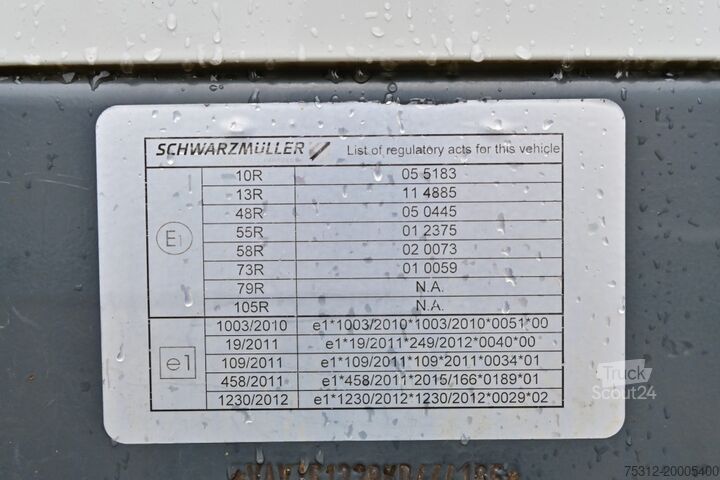 SCHWARZMÜLLER List of regulatory acts for this vehicle
10R 05 5183
13R 11 4885
48R 05 0445
E1 55R 01 2375
58R 02 0073
73R 01 0059
79R N.A.
105R N.A.
1003/2010 e1*1003/2010*1003/2010*0051*00
19/2011 e1*19/2011*249/2012*0040*00
e1 109/2011 e1*109/2011*109*2011*0034*01
458/2011 e1*458/2011*2015/166*0189*01
1230/2012 e1*1230/2012*1230/2012*0029*02
Truck
Scout24
75312-20005400